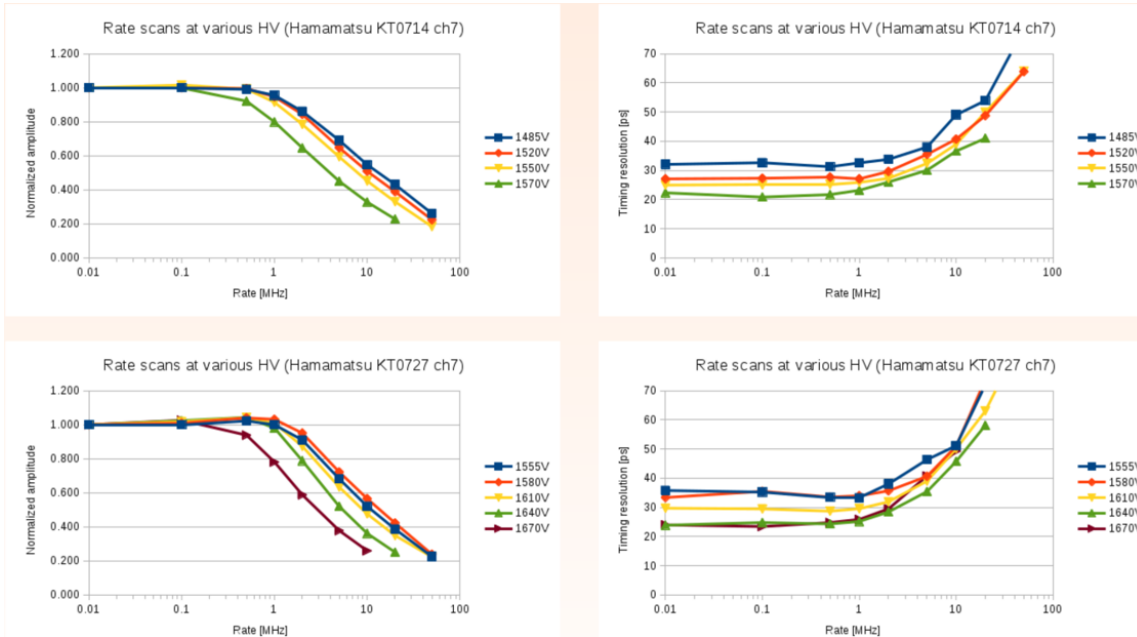 Rate scans at various HV (Hamamatsu KT0714 ch7)
1.200
1.000
0.800
0.600
0.400
0.200
0.000
Normalized amplitude
0.01
0.1
1
10
100
Rate [MHz]
1485V
1520V
1550V
1570V
Rate scans at various HV (Hamamatsu KT0714 ch7)
70
60
50
40
30
20
10
0
Timing resolution [ps]
0.01
0.1
1
10
100
Rate [MHz]
1485V
1520V
1550V
1570V
Rate scans at various HV (Hamamatsu KT0727 ch7)
1.200
1.000
0.800
0.600
0.400
0.200
0.000
Normalized amplitude
0.01
0.1
1
10
100
Rate [MHz]
1555V
1580V
1610V
1640V
1670V
Rate scans at various HV (Hamamatsu KT0727 ch7)
70
60
50
40
30
20
10
0
Timing resolution [ps]
0.01
0.1
1
10
100
Rate [MHz]
1555V
1580V
1610V
1640V
1670V